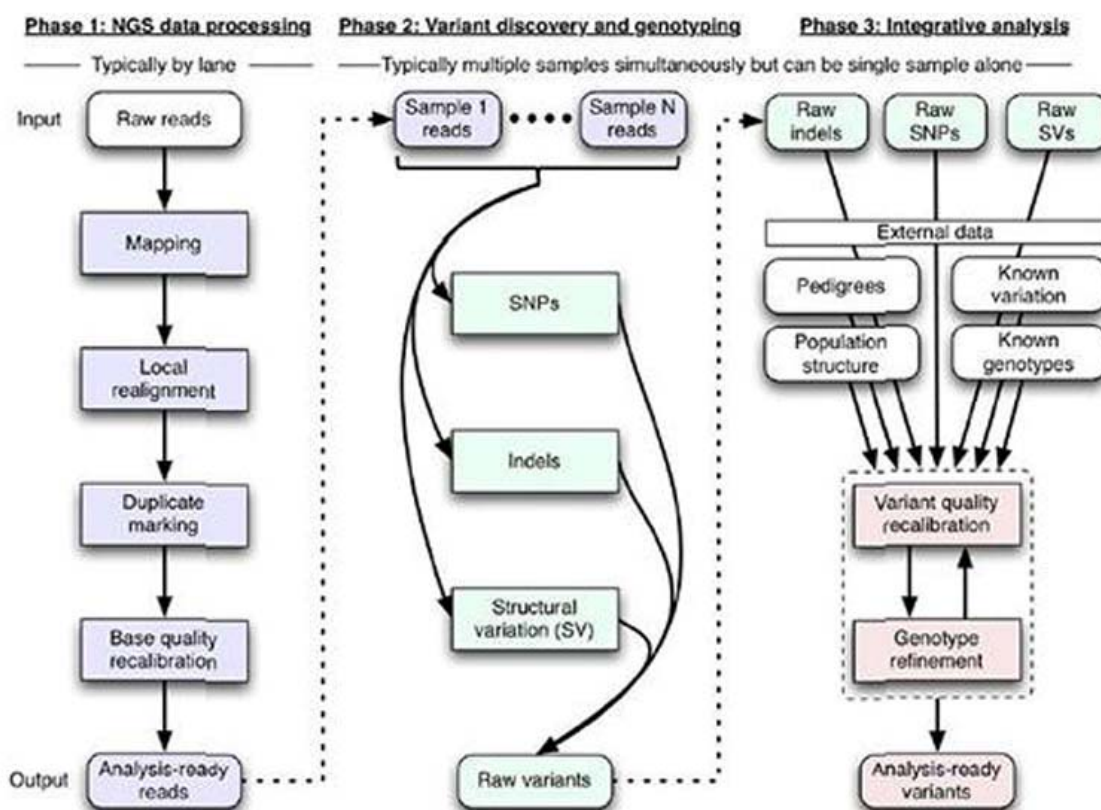 Phase 1: NGS data processing
Typically by lane
Input
Raw reads
Mapping
Local
realignment
Duplicate
marking
Base quality
recalibration
Output
Analysis-ready
reads
Phase 2: Variant discovery and genotyping
Phase 3: Integrative analysis
Typically multiple samples simultaneously but can be single sample alone
Sample 1
reads
Sample N
reads
SNPs
Indels
Structural
variation (SV)
Raw variants
Raw
indels
Raw
SNPs
Raw
SVs
External data
Pedigrees
Known
variation
Population
structure
Known
genotypes
Variant quality
recalibration
Genotype
refinement
Analysis-ready
variants